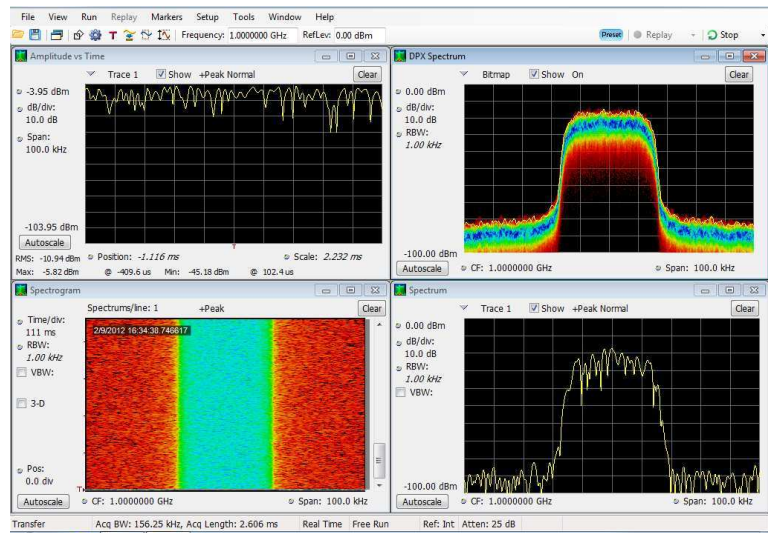 File View Run Replay Markers Setup Tools Window Help
T Frequency: 1.0000000 GHz RefLev: 0.00 dBm Preset Replay Stop
Amplitude vs Time
Trace 1 Show +Peak Normal Clear
-3.95 dBm
dB/div:
10.0 dB
Span:
100.0 kHz
-103.95 dBm
Autoscale
Position: -1.116 ms Scale: 2.232 ms
RMS: -10.94 dBm
Max: -5.82 dBm @ -409.6 us Min: -45.18 dBm @ 102.4 us
DPX Spectrum
Bitmap Show On Clear
0.00 dBm
dB/div:
10.0 dB
RBW:
1.00 kHz
-100.00 dBm
Autoscale CF: 1.0000000 GHz Span: 100.0 kHz
Spectrogram
Spectrums/line: 1 +Peak Clear
Time/div:
111 ms
RBW:
1.00 kHz
VBW:
3-D
Pos:
0.0 div
2/9/2012 16:34:38.746617
T
Autoscale CF: 1.0000000 GHz Span: 100.0 kHz
Spectrum
Trace 1 Show +Peak Normal Clear
0.00 dBm
dB/div:
10.0 dB
RBW:
1.00 kHz
VBW:
-100.00 dBm
Autoscale CF: 1.0000000 GHz Span: 100.0 kHz
Transfer Acq BW: 156.25 kHz, Acq Length: 2.606 ms Real Time Free Run Ref: Int Atten: 25 dB